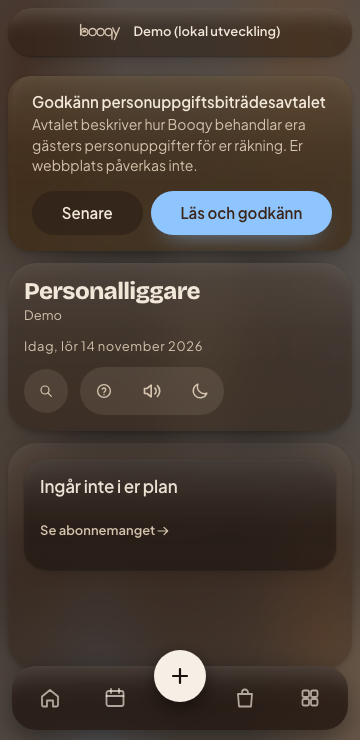 booqy Demo (lokal utveckling)
Godkänn personuppgiftsbiträdesavtalet
Avtalet beskriver hur Booqy behandlar era
gästers personuppgifter för er räkning. Er
webbplats påverkas inte.
Senare Läs och godkänn
Personalliggare
Demo
Idag, lör 14 november 2026
Ingår inte i er plan
Se abonnemanget→